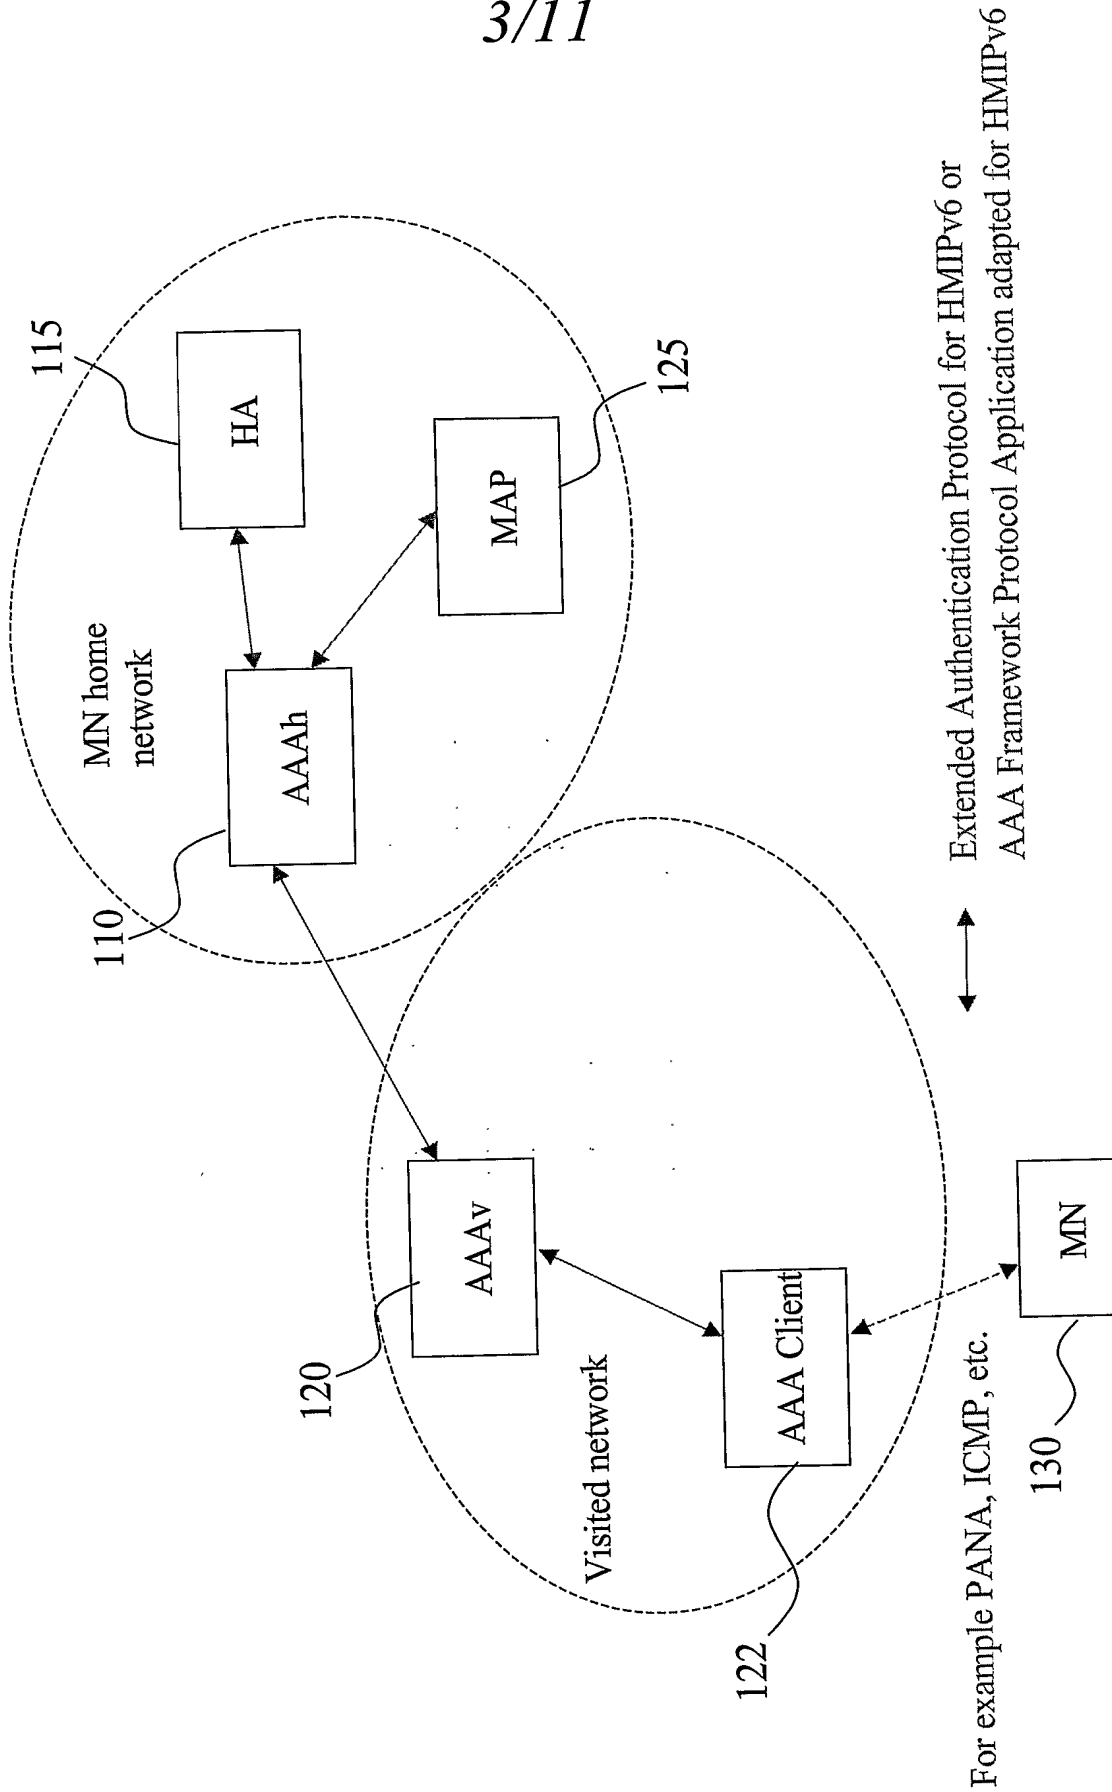 3/11
MN home
network
115
HA
110
AAAh
MAP
125
120
AAAv
Visited network
122
AAA Client
For example PANA, ICMP, etc.
130
MN
Extended Authentication Protocol for HMIPv6 or
AAA Framework Protocol Application adapted for HMIPv6